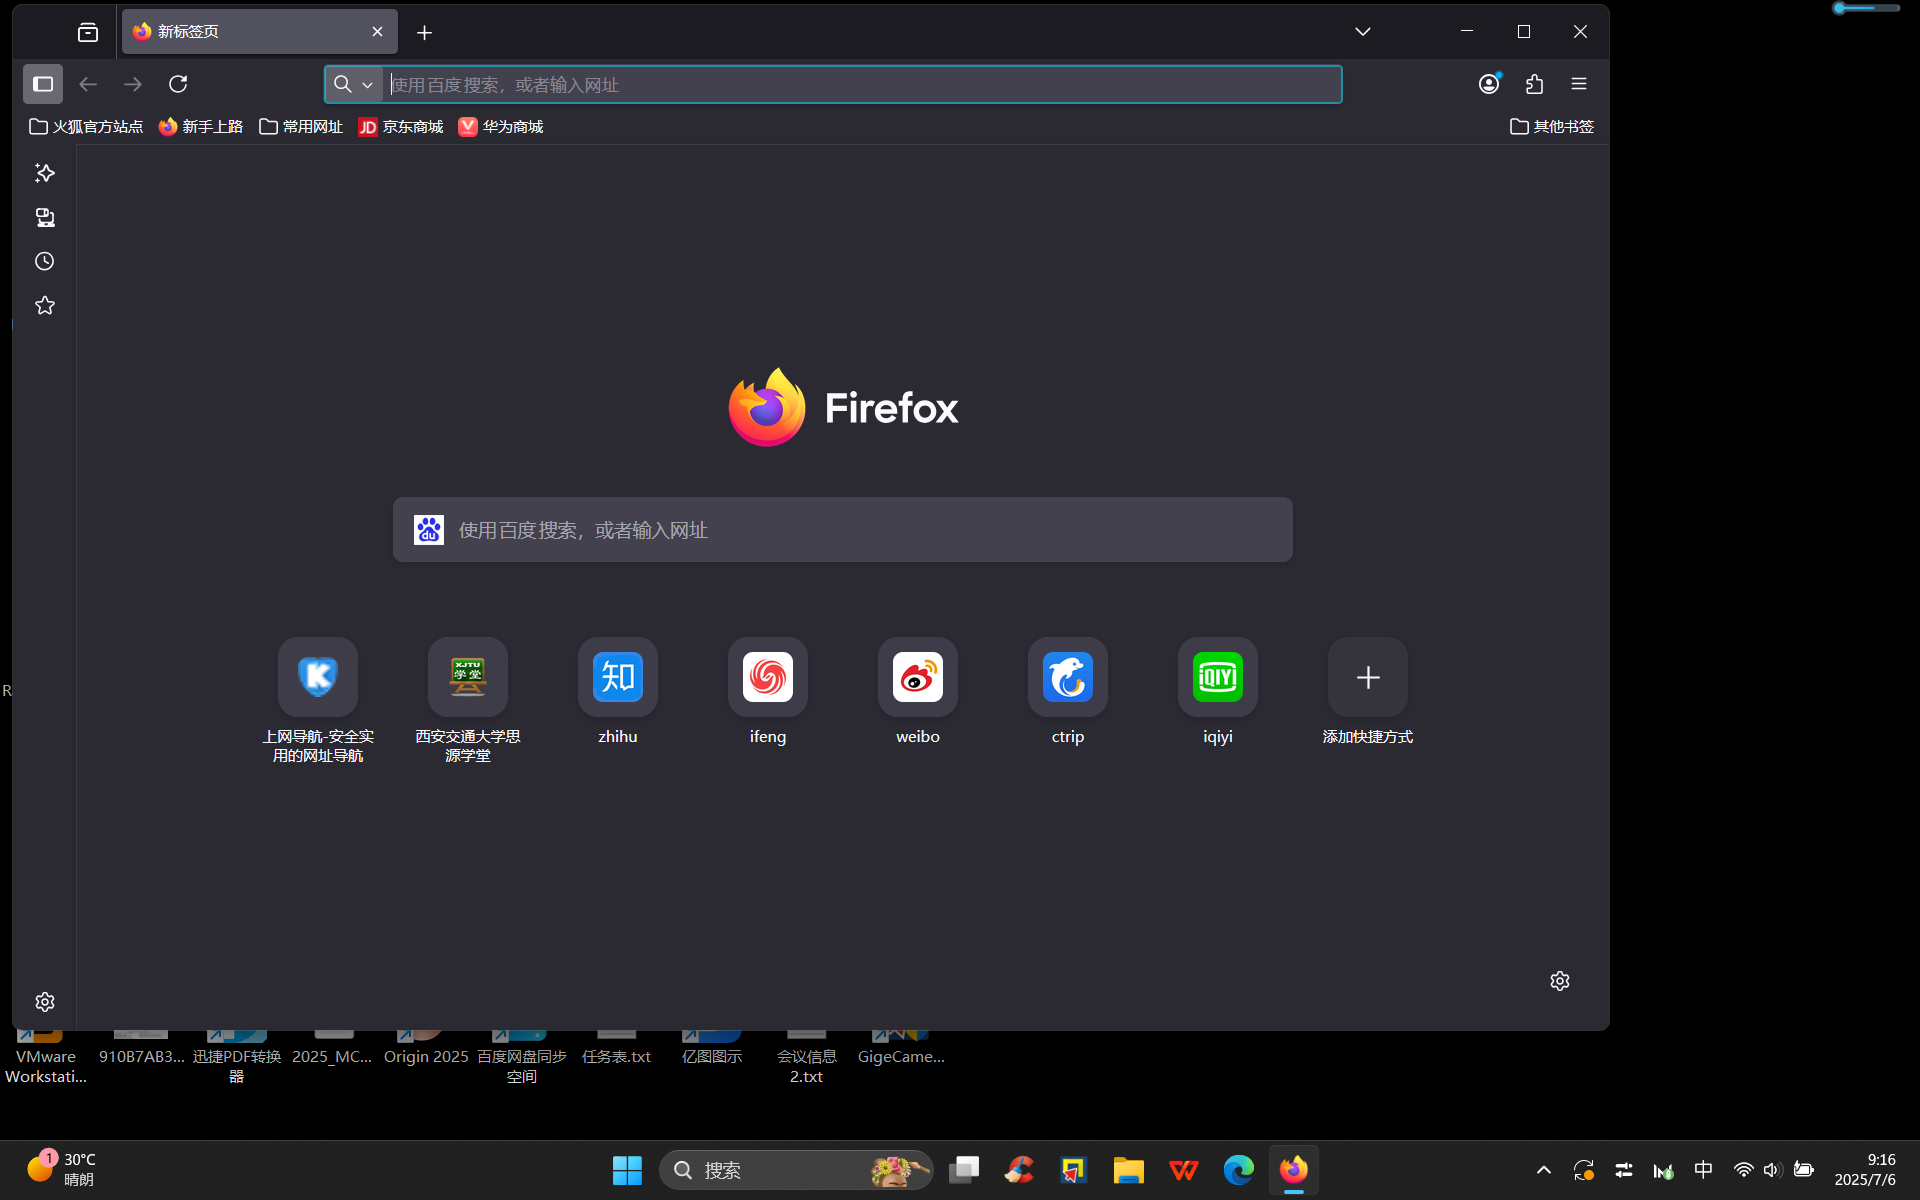 新标签页
使用百度搜索，或者输入网址
火狐官方站点
新手上路
常用网址
JD
京东商城
华为商城
其他书签
Firefox
du
使用百度搜索，或者输入网址
K
XJTU
学堂
知
iQIYI
上网导航-安全实
用的网址导航
西安交通大学思
源学堂
zhihu
ifeng
weibo
ctrip
iqiyi
添加快捷方式
R
VMware
Workstati...
910B7AB3...
迅捷PDF转换
器
2025_MC...
Origin 2025
百度网盘同步
空间
任务表.txt
亿图图示
会议信息
2.txt
GigeCame...
1
30°C
晴朗
搜索
中
9:16
2025/7/6